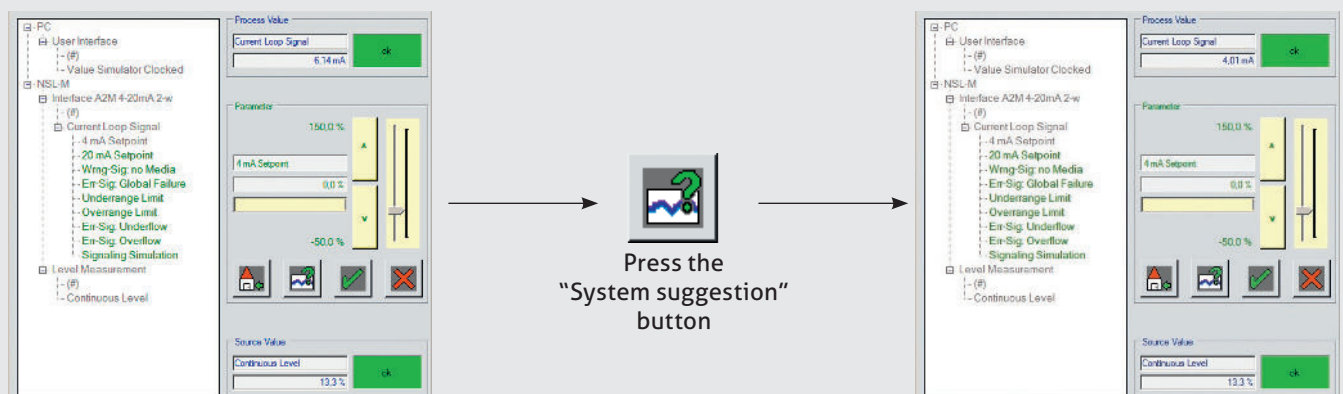 PC
User Interface
(#)
Value Simulator Clocked
NSL-M
Interface A2M 4-20mA 2-w
(#)
Current Loop Signal
4 mA Setpoint
20 mA Setpoint
Wrng-Sig: no Media
Err-Sig: Global Failure
Underrange Limit
Overrange Limit
Err-Sig: Underflow
Err-Sig: Overflow
Signaling Simulation
Level Measurement
(#)
Continuous Level
Process Value
Current Loop Signal
6,14 mA
ok
Parameter
150,0 %
4 mA Setpoint
0,0 %
-50,0 %
Source Value
Continuous Level
13,3 %
ok
Press the
“System suggestion”
button
PC
User Interface
(#)
Value Simulator Clocked
NSL-M
Interface A2M 4-20mA 2-w
(#)
Current Loop Signal
4 mA Setpoint
20 mA Setpoint
Wrng-Sig: no Media
Err-Sig: Global Failure
Underrange Limit
Overrange Limit
Err-Sig: Underflow
Err-Sig: Overflow
Signaling Simulation
Level Measurement
(#)
Continuous Level
Process Value
Current Loop Signal
4,01 mA
ok
Parameter
150,0 %
4 mA Setpoint
0,0 %
-50,0 %
Source Value
Continuous Level
13,3 %
ok